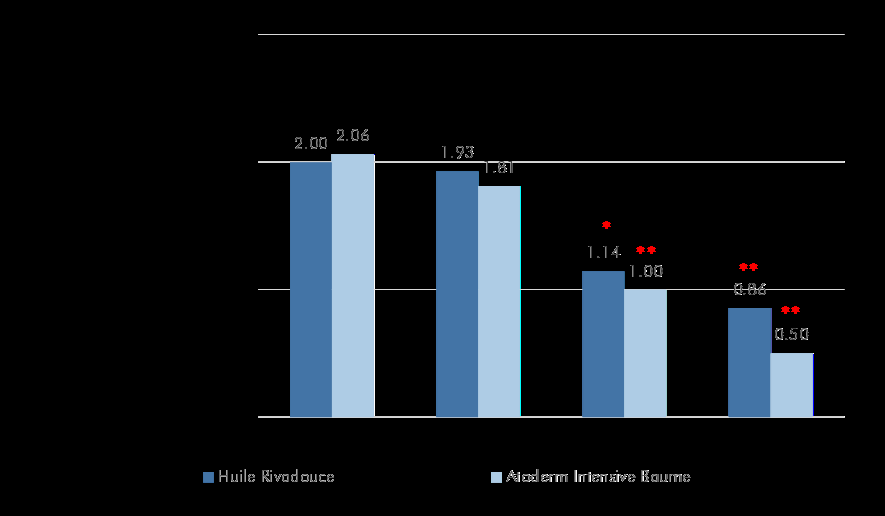 2.00 2.06 1.93 1.81
* **
1.14 1.00
** **
0.86 0.50
Huile Rivadouce Atoderm Intensive Baume